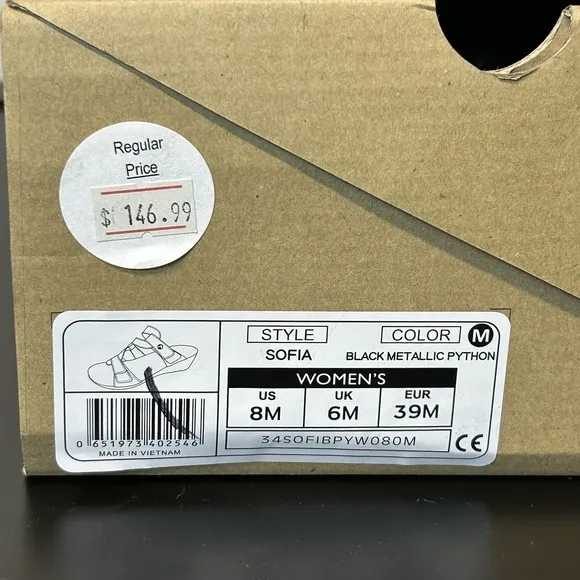 Regular
Price
$ 146.99
STYLE COLOR M
SOFIA BLACK METALLIC PYTHON
WOMEN'S
US UK EUR
8M 6M 39M
34SOFIBPYW080M
CE
0 651973 402546
MADE IN VIETNAM